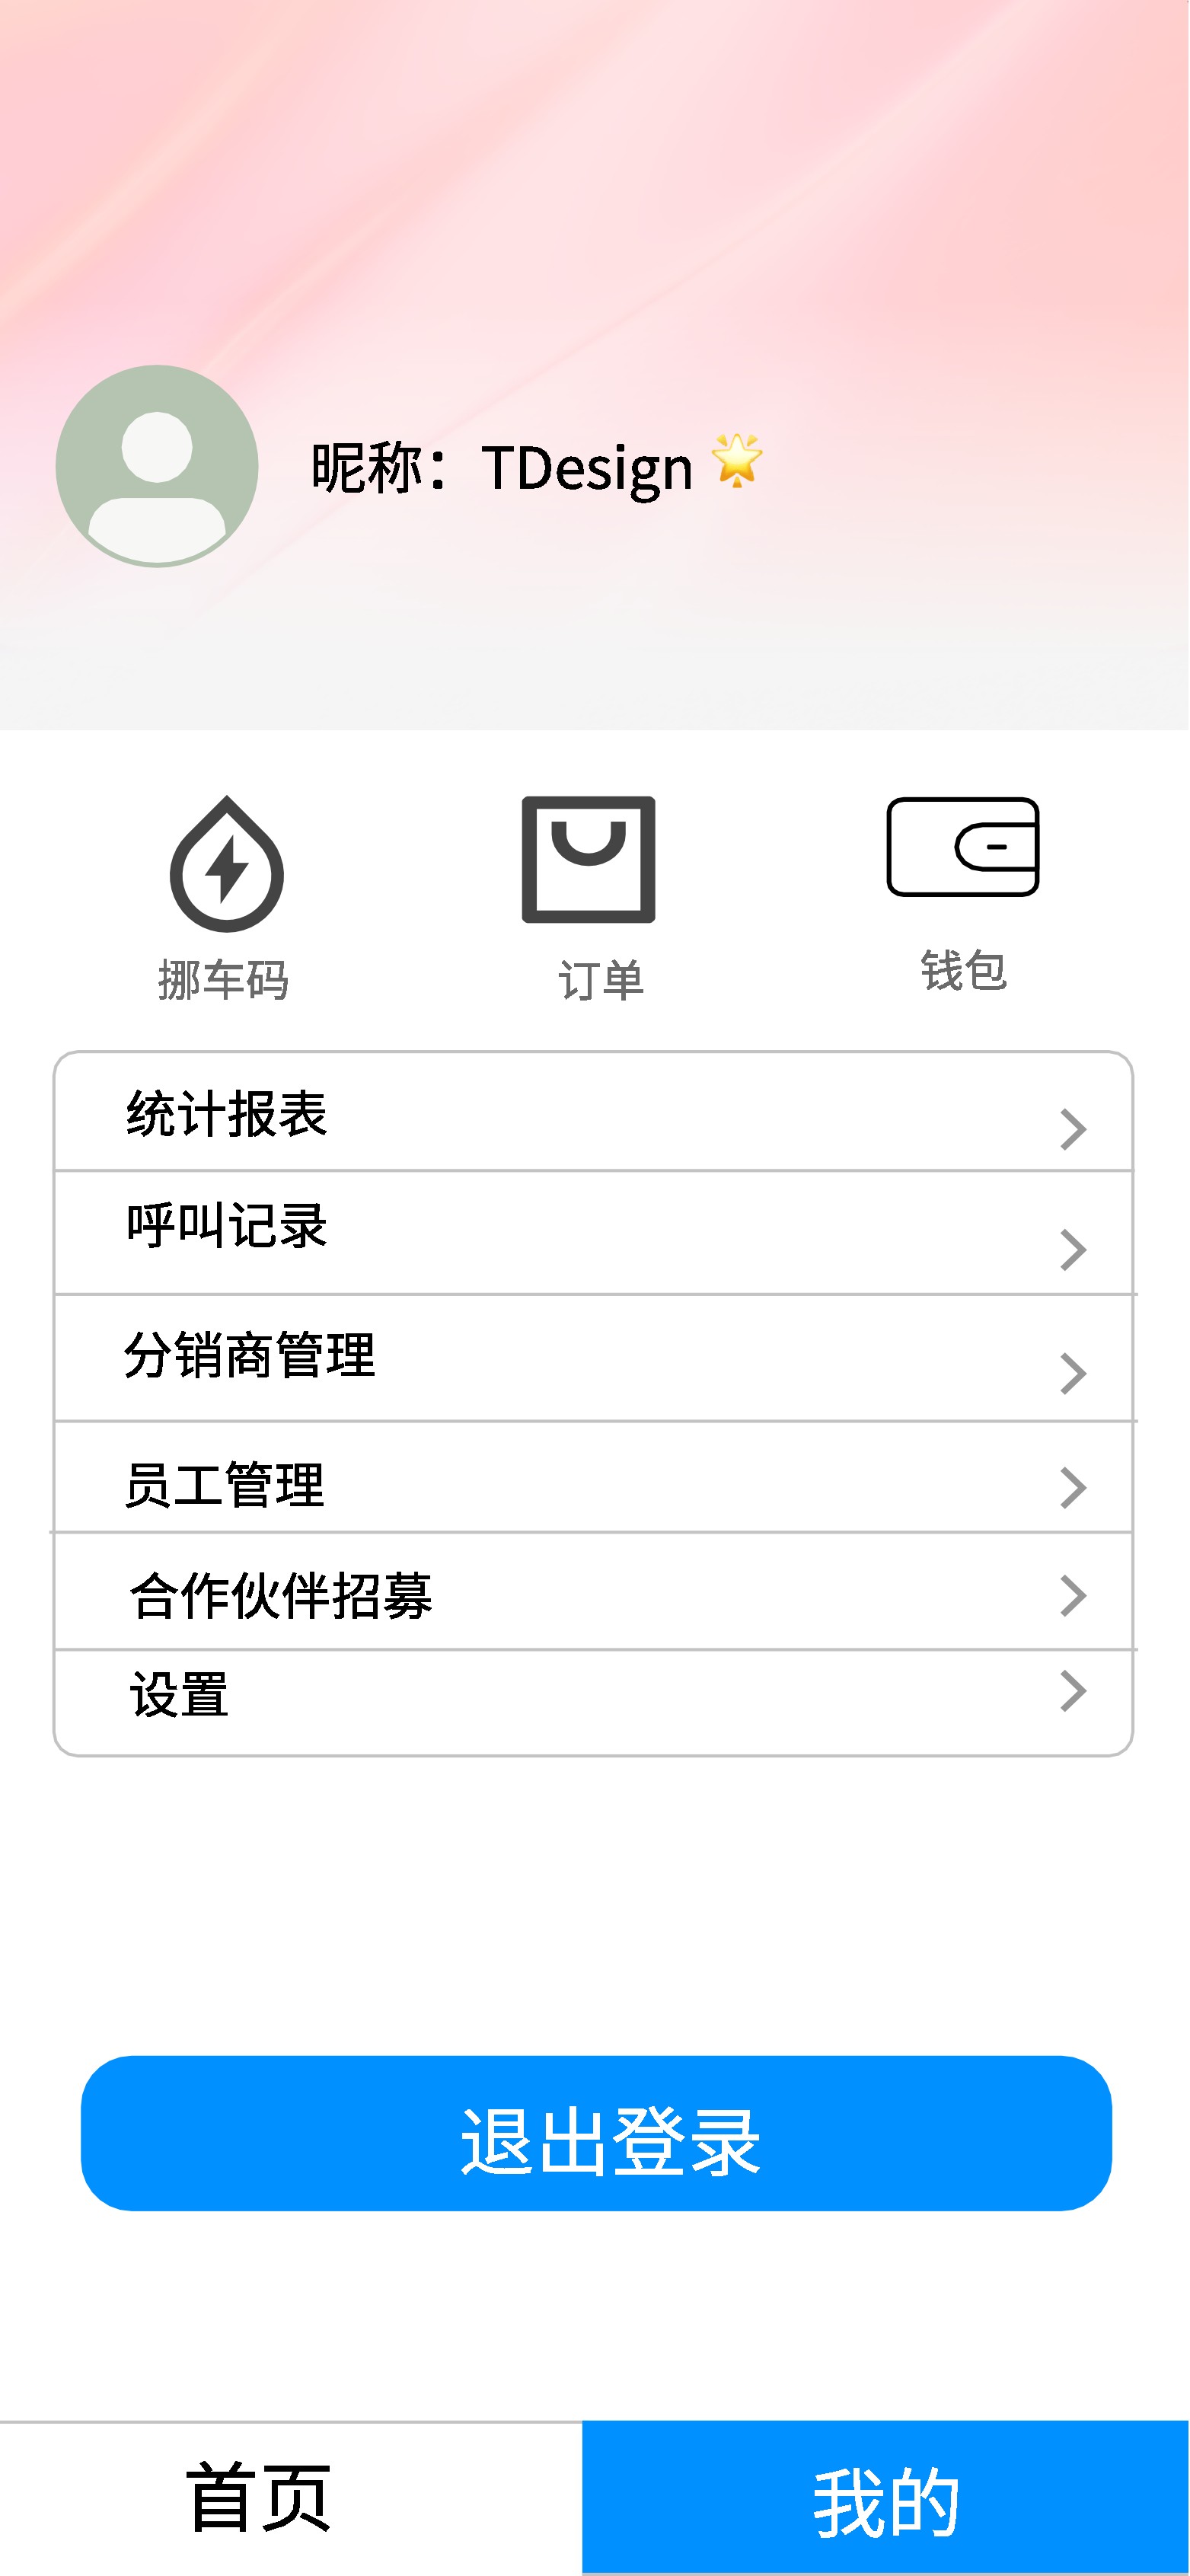 昵称：TDesign 🌟
挪车码
订单
钱包
统计报表
呼叫记录
分销商管理
员工管理
合作伙伴招募
设置
退出登录
首页
我的